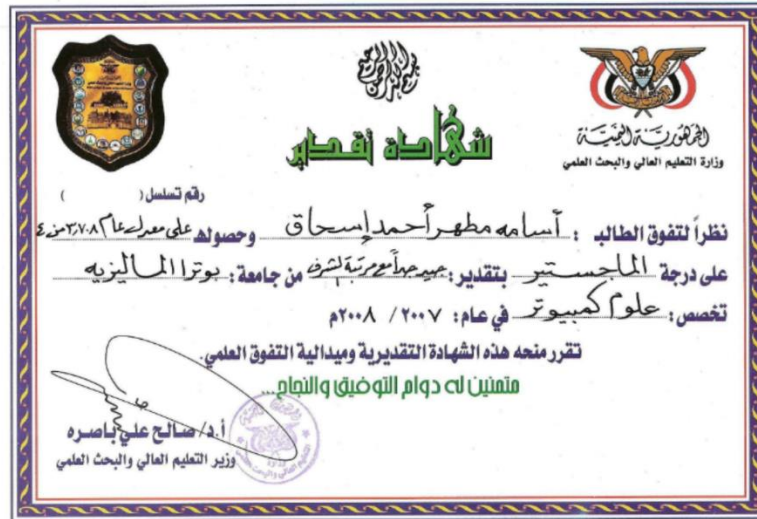 بسم الله الرحمن الرحيم
الجمهورية اليمنية
وزارة التعليم العالي والبحث العلمي
شهادة تقدير
رقم تسلسل ( )
نظراً لتفوق الطالب : أسامه مطهر أحمد إسحاق وحصوله على معدل عام ٣,٧٠٨ من ٤
على درجة الماجستير بتقدير : جيد جداً مع مرتبة الشرف من جامعة : بوترا الماليزيه
تخصص : علوم كمبيوتر في عام : ٢٠٠٧ / ٢٠٠٨م
تقرر منحه هذه الشهادة التقديرية وميدالية التفوق العلمي.
متمنين له دوام التوفيق والنجاح...
أ.د/ صالح علي باصره
وزير التعليم العالي والبحث العلمي